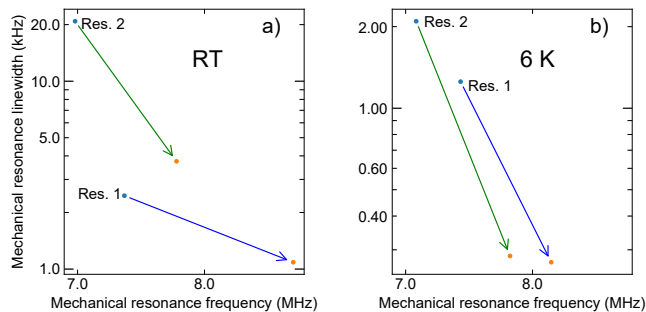 a)
b)
RT
6 K
Res. 2
Res. 1
Res. 2
Res. 1
20.0
10.0
5.0
1.0
2.00
1.00
0.60
0.40
7.0 8.0
7.0 8.0
Mechanical resonance linewidth (kHz)
Mechanical resonance frequency (MHz)
Mechanical resonance frequency (MHz)